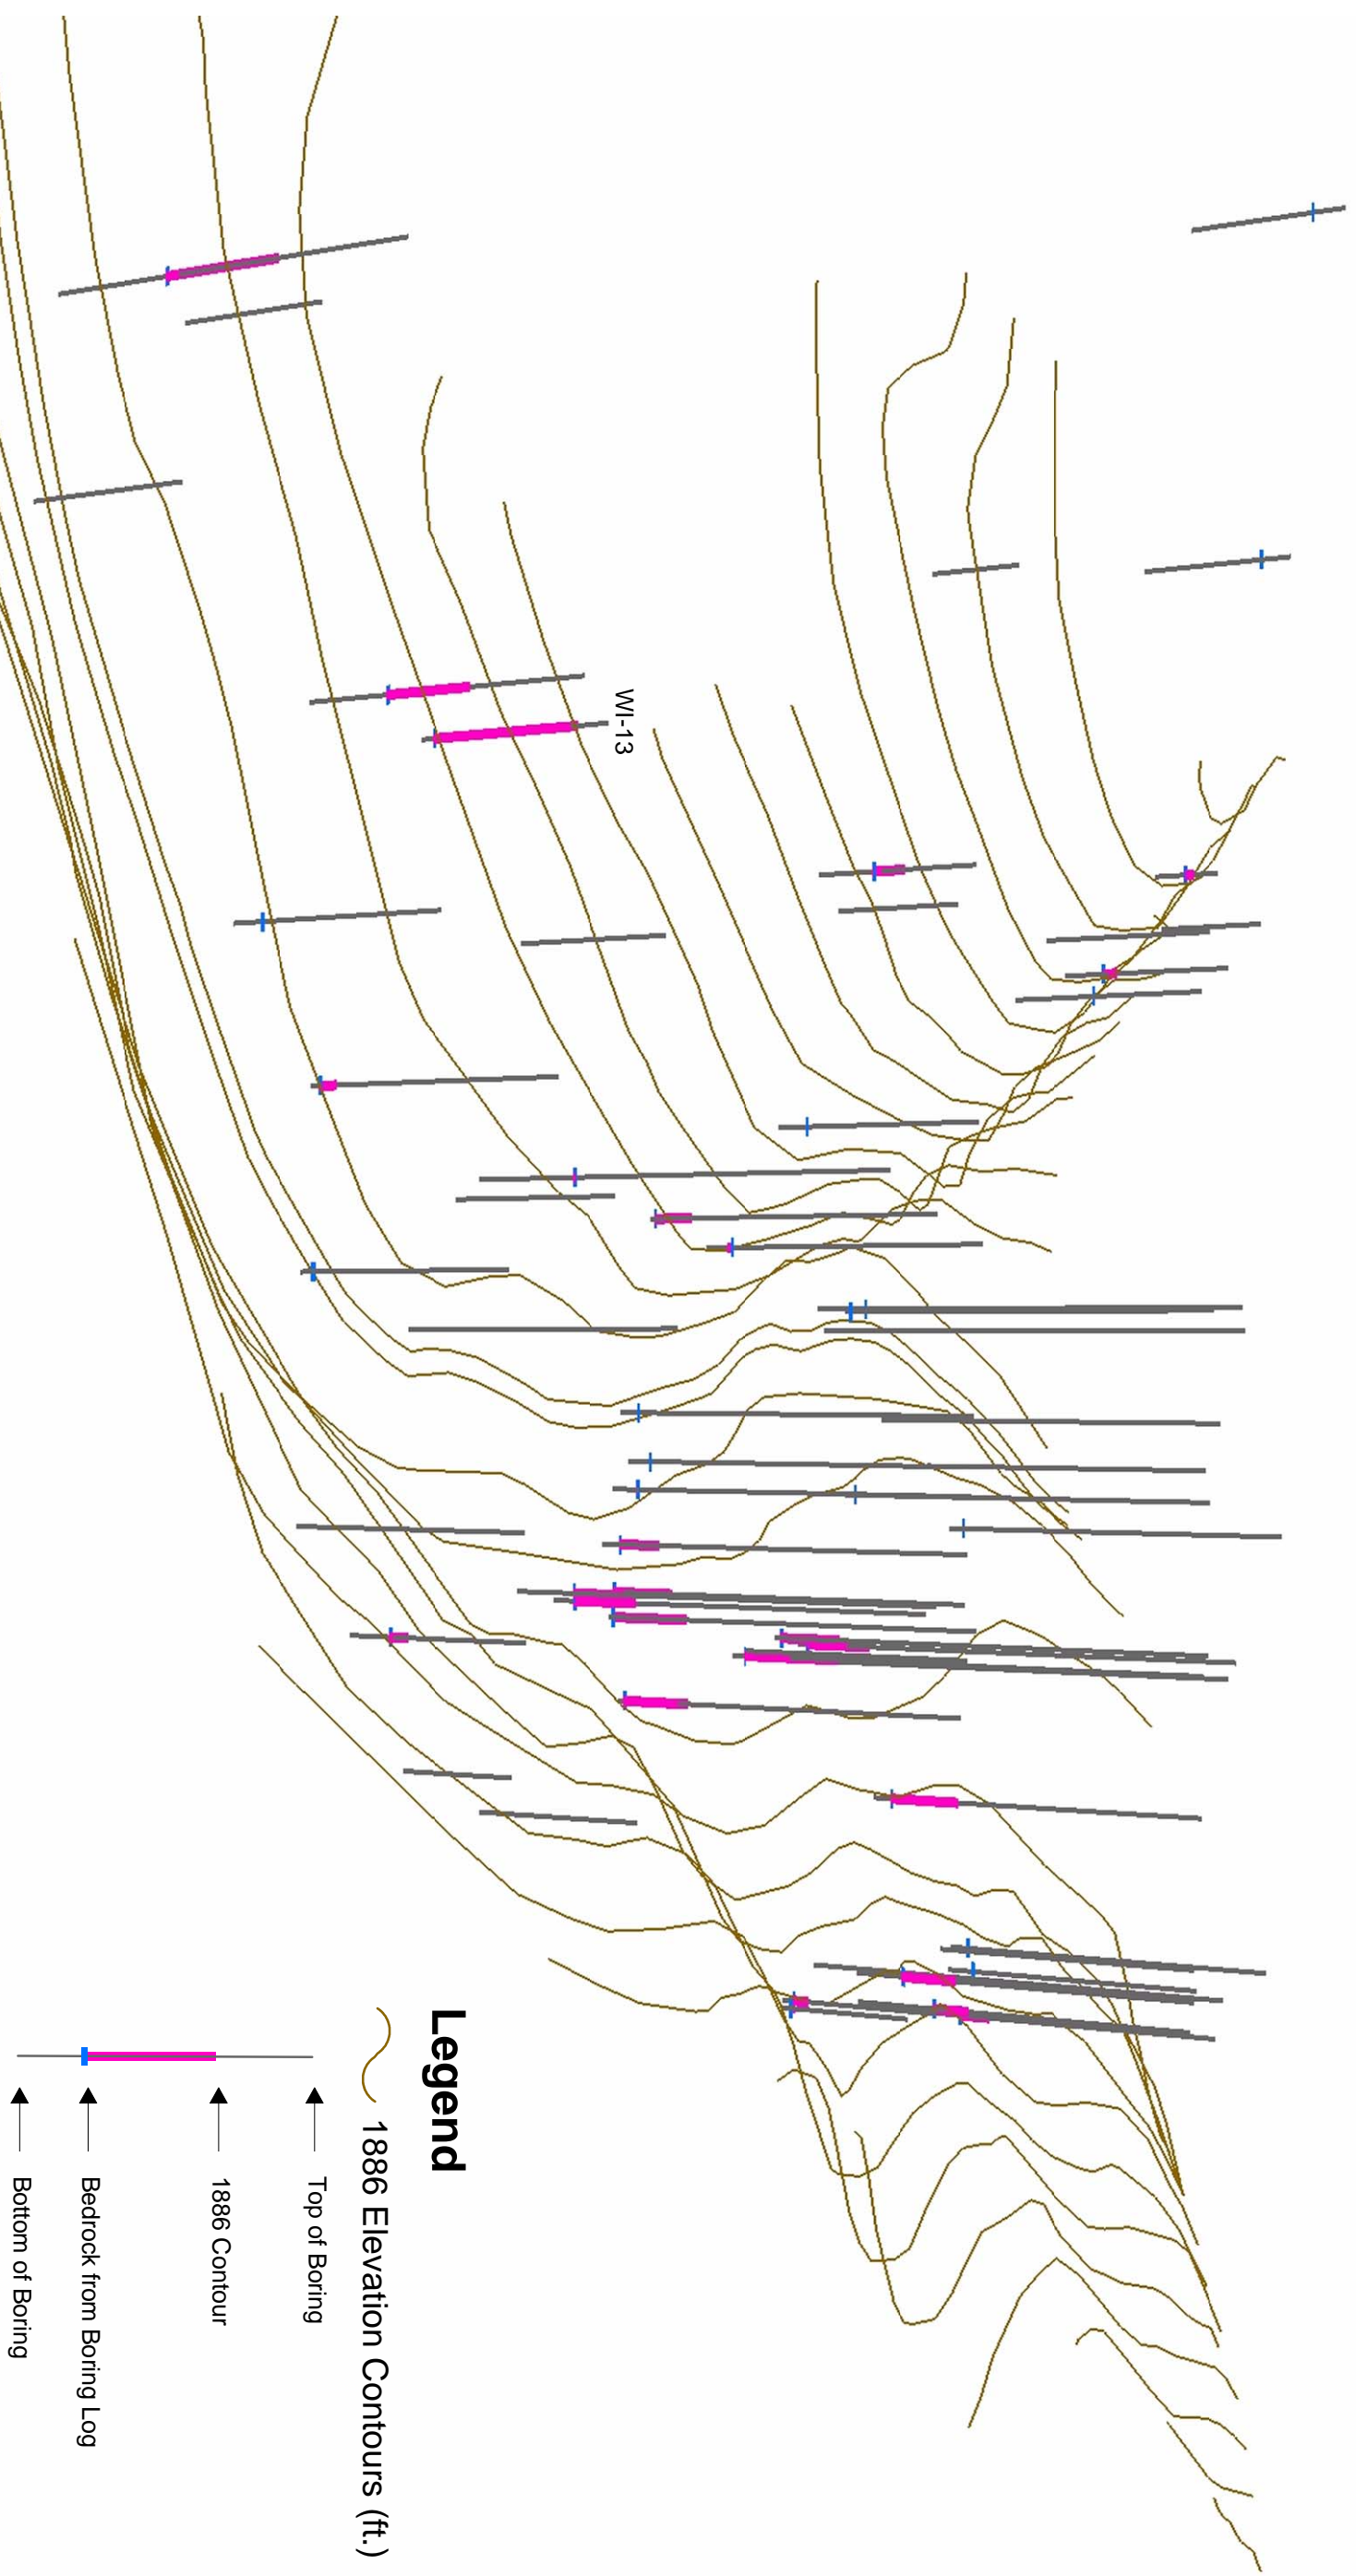 WI-13
Legend
1886 Elevation Contours (ft.)
Top of Boring
1886 Contour
Bedrock from Boring Log
Bottom of Boring